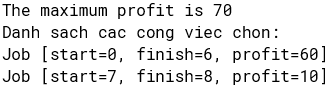 The maximum profit is 70
Danh sach cac cong viec chon:
Job [start=0, finish=6, profit=60]
Job [start=7, finish=8, profit=10]